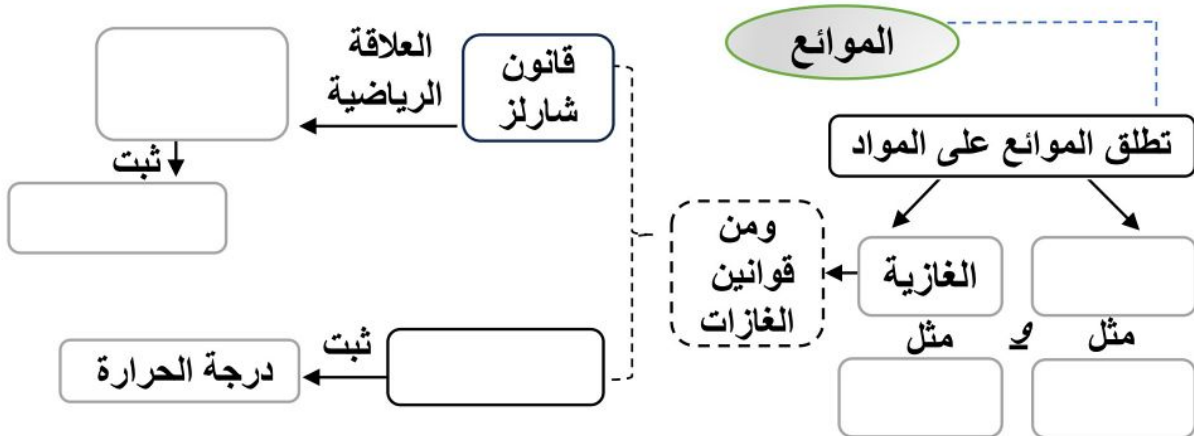 الموائع
تطلق الموائع على المواد
الغازية
مثل
و
مثل
ومن
قوانين
الغازات
قانون
شارلز
العلاقة
الرياضية
ثبت
ثبت
درجة الحرارة